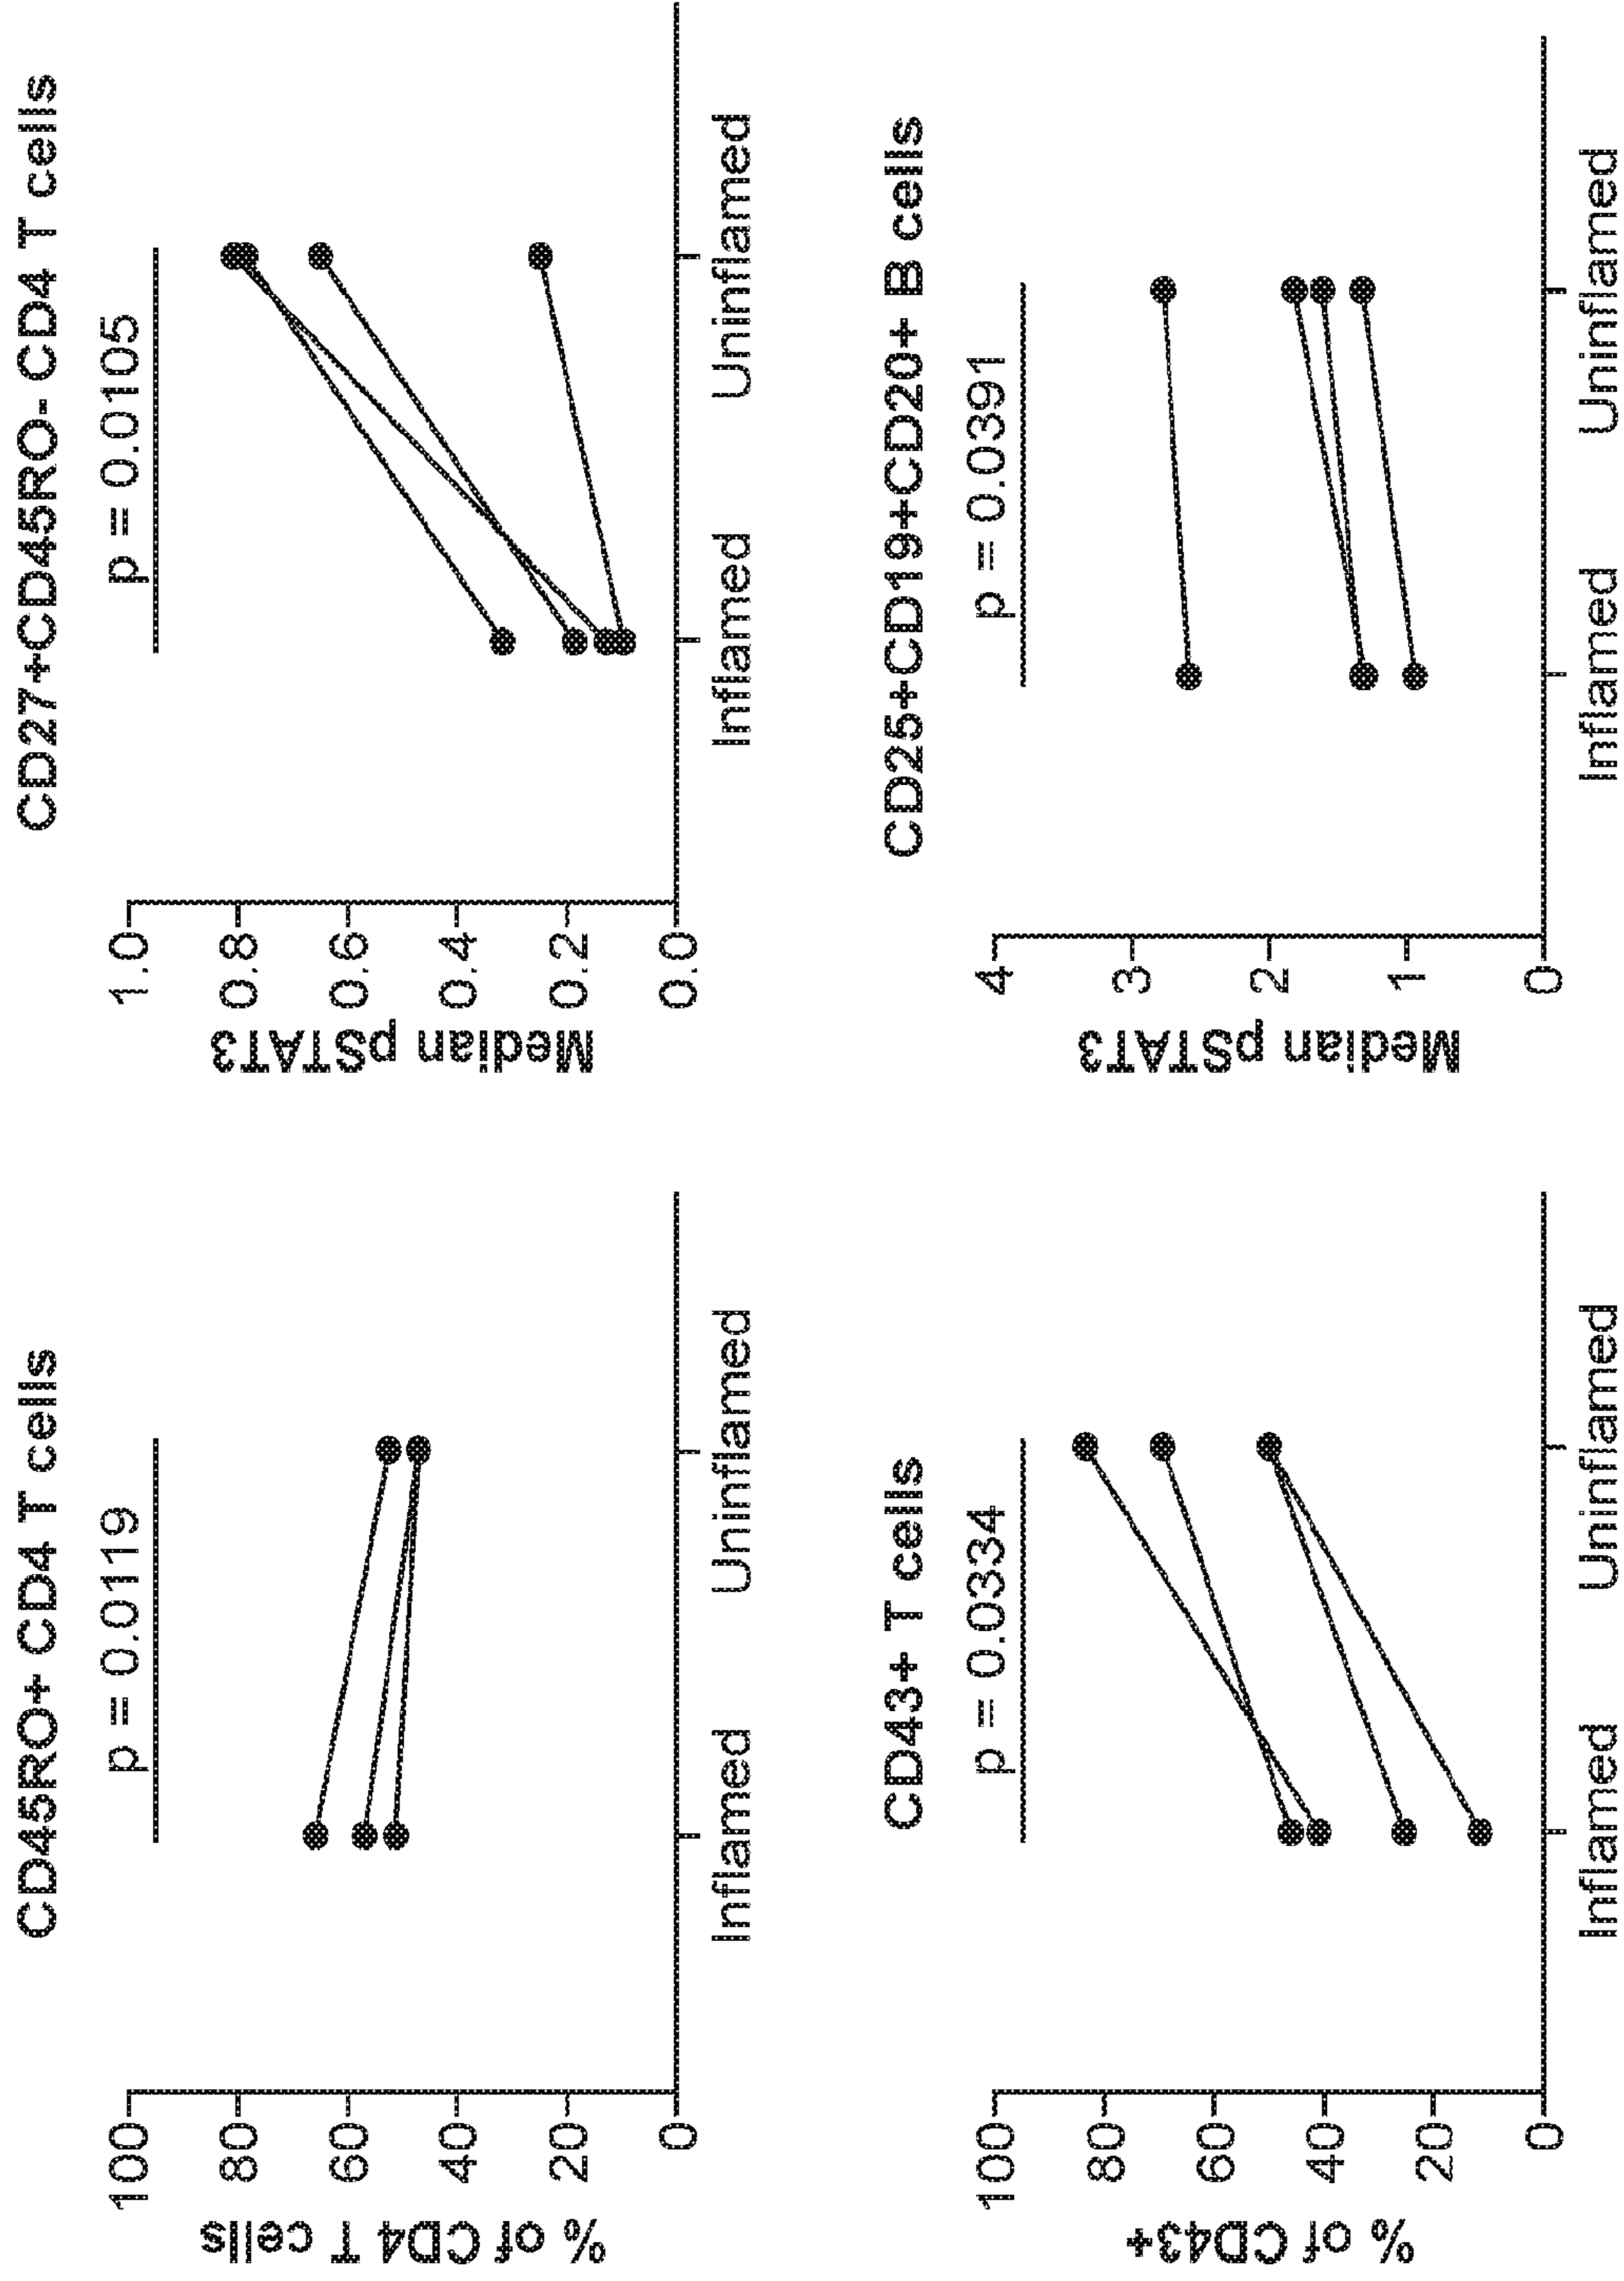 CD45RO+ CD4 T cells
p = 0.0119
% of CD4 T cells
100
80
60
40
20
0
Inflamed
Uninflamed
CD27+CD45RO- CD4 T cells
p = 0.0105
Median pSTAT3
1.0
0.8
0.6
0.4
0.2
0.0
Inflamed
Uninflamed
CD43+ T cells
p = 0.0334
% of CD43+
100
80
60
40
20
0
Inflamed
Uninflamed
CD25+CD19+CD20+ B cells
p = 0.0391
Median pSTAT3
4
3
2
1
0
Inflamed
Uninflamed